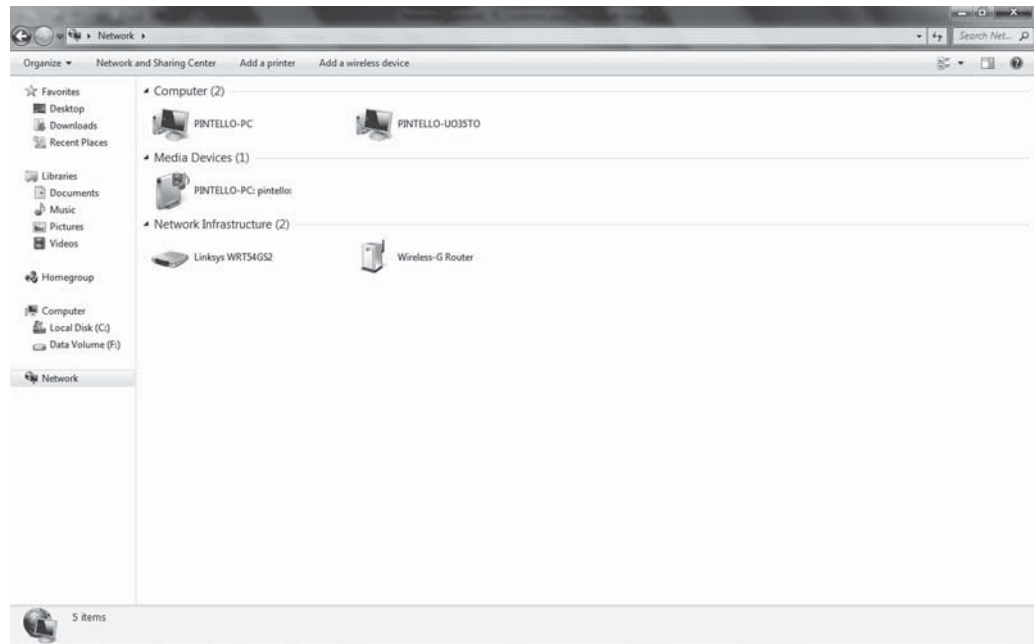 Network
Search Net...
Organize Network and Sharing Center Add a printer Add a wireless device
Favorites
Desktop
Downloads
Recent Places
Libraries
Documents
Music
Pictures
Videos
Homegroup
Computer
Local Disk (C:)
Data Volume (F:)
Network
Computer (2)
PINTELLO-PC PINTELLO-UO35TO
Media Devices (1)
PINTELLO-PC: pintello:
Network Infrastructure (2)
Linksys WRT54GS2 Wireless-G Router
5 items